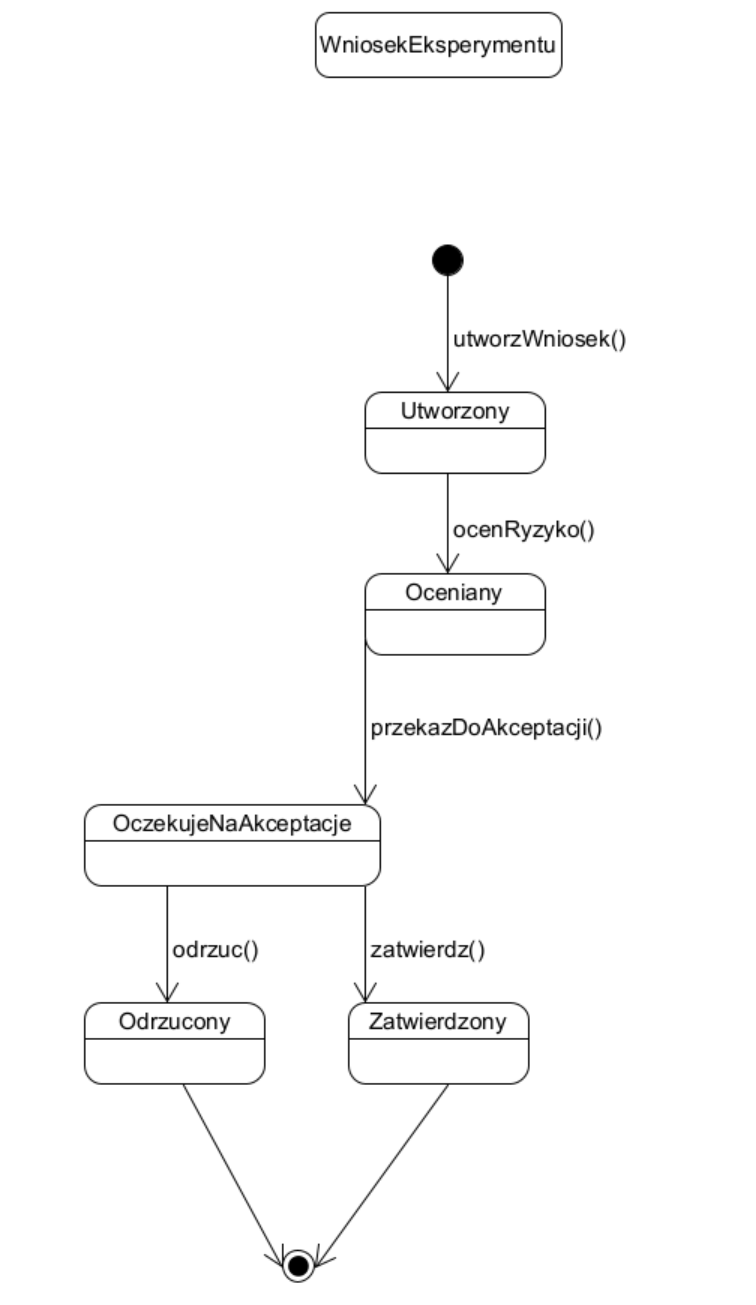 WniosekEksperymentu
utworzWniosek()
Utworzony
ocenRyzyko()
Oceniany
przekazDoAkceptacji()
OczekujeNaAkceptacje
odrzuc()
zatwierdz()
Odrzucony
Zatwierdzony